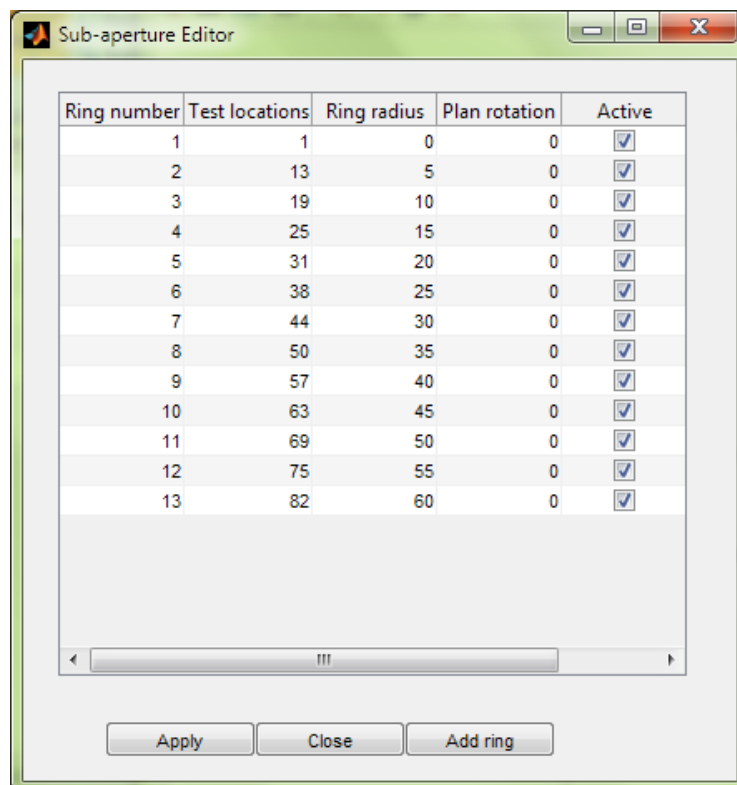 Sub-aperture Editor
Ring number Test locations Ring radius Plan rotation Active
1 1 0 0
2 13 5 0
3 19 10 0
4 25 15 0
5 31 20 0
6 38 25 0
7 44 30 0
8 50 35 0
9 57 40 0
10 63 45 0
11 69 50 0
12 75 55 0
13 82 60 0
Apply Close Add ring